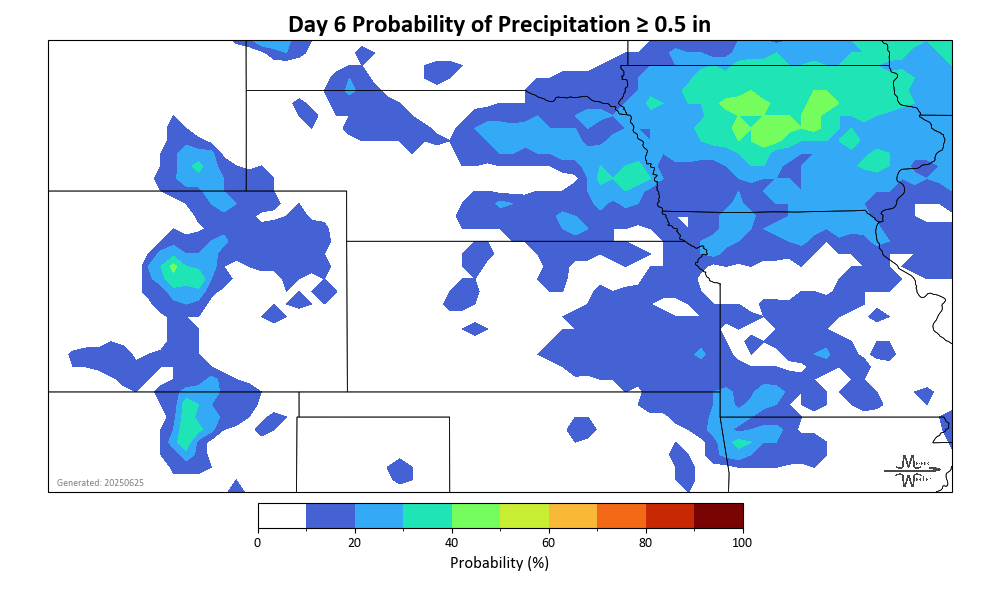 Day 6 Probability of Precipitation ≥ 0.5 in
Generated: 20250625
0 20 40 60 80 100
Probability (%)